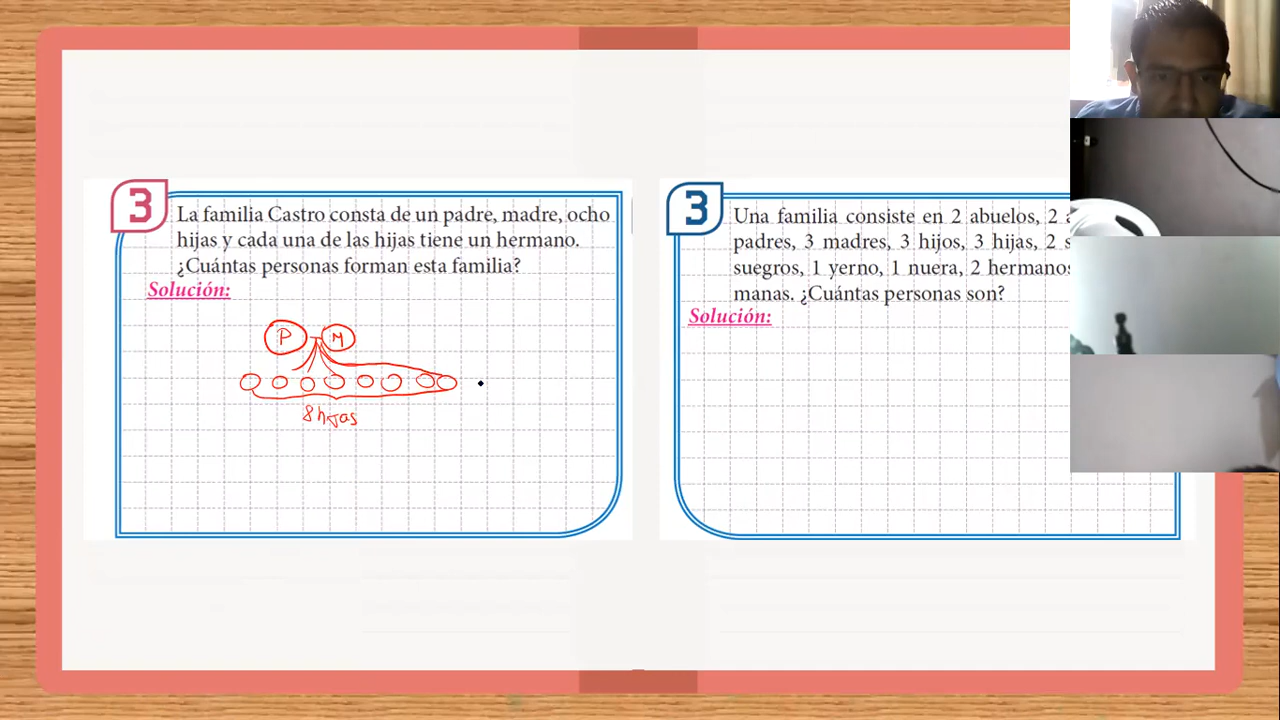 3
La familia Castro consta de un padre, madre, ocho
hijas y cada una de las hijas tiene un hermano.
¿Cuántas personas forman esta familia?
Solución:
P M
8 hijas
3
Una familia consiste en 2 abuelos, 2 a
padres, 3 madres, 3 hijos, 3 hijas, 2 s
suegros, 1 yerno, 1 nuera, 2 hermanos
manas. ¿Cuántas personas son?
Solución: